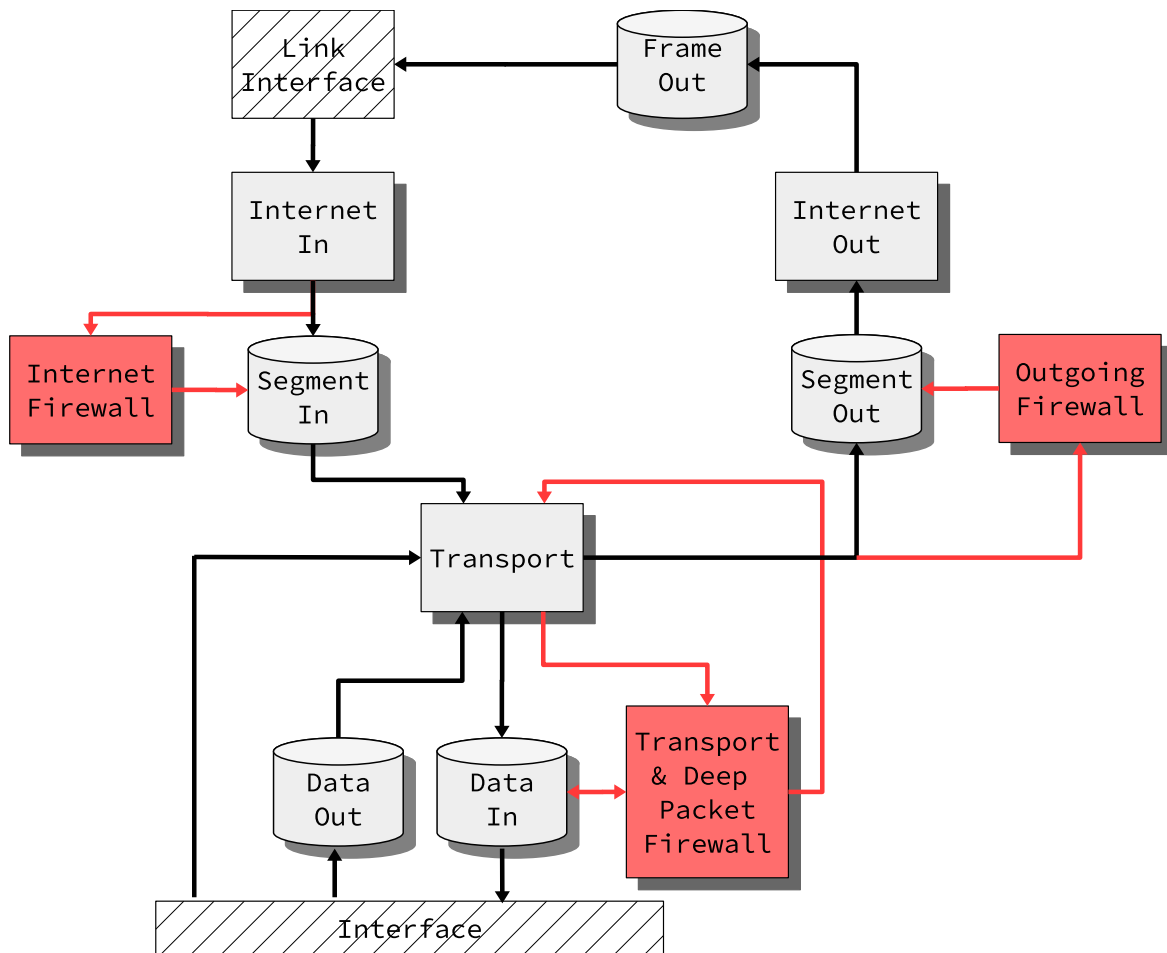 Link
Interface
Frame
Out
Internet
In
Internet
Out
Internet
Firewall
Segment
In
Segment
Out
Outgoing
Firewall
Transport
Data
Out
Data
In
Transport
& Deep
Packet
Firewall
Interface